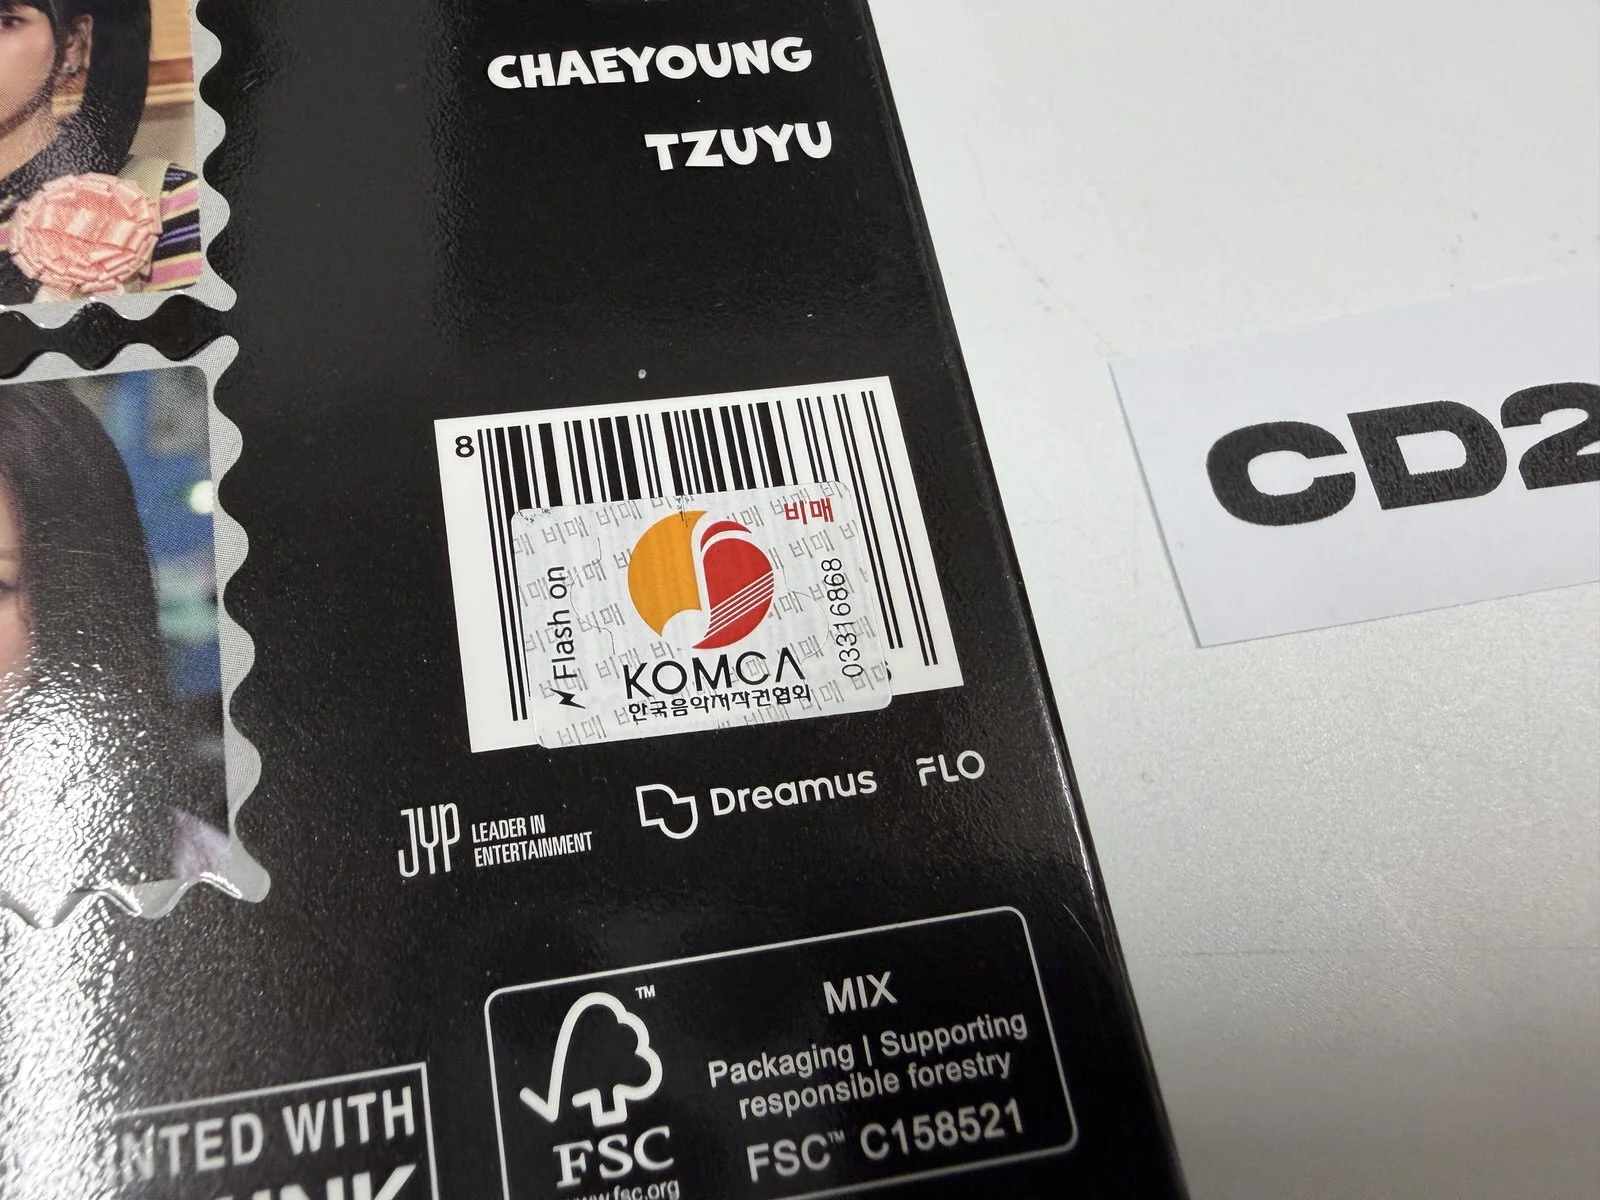 CHAEYOUNG
TZUYU
CD2
8
비매
Flash on
03316868
KOMCA
한국음악저작권협회
JYP LEADER IN
ENTERTAINMENT
Dreamus
FLO
MIX
Packaging | Supporting
responsible forestry
FSC™ C158521
TM
FSC
www.fsc.org
WITH